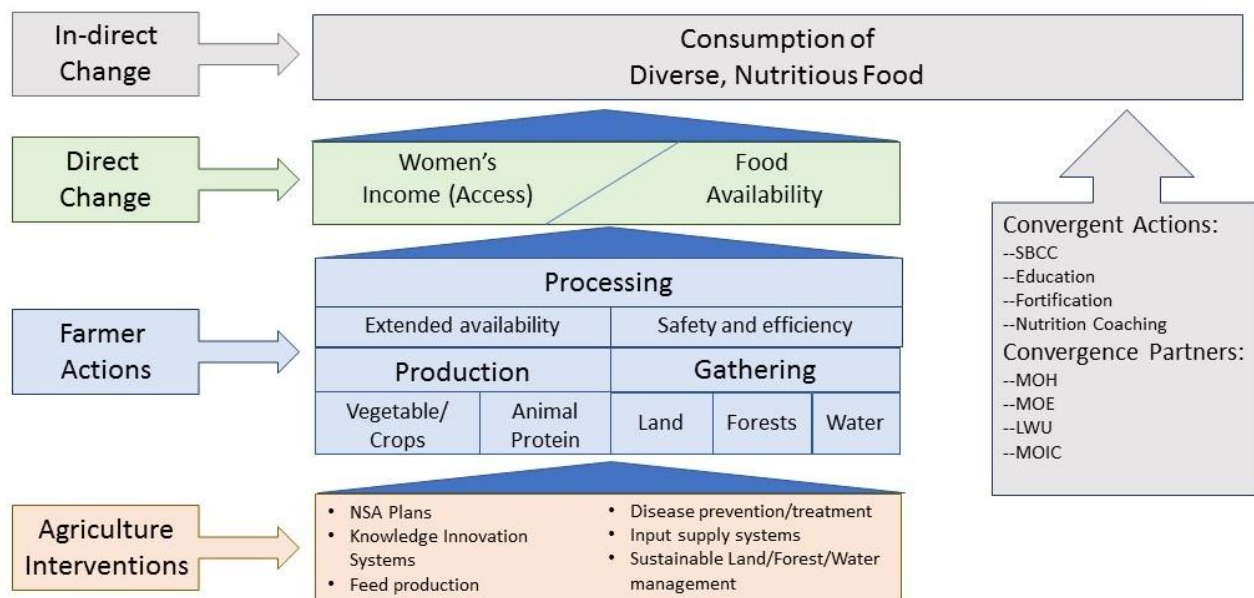 In-direct
Change
Consumption of
Diverse, Nutritious Food
Direct
Change
Women's
Income (Access)
Food
Availability
Farmer
Actions
Processing
Extended availability
Safety and efficiency
Production
Gathering
Vegetable/
Crops
Animal
Protein
Land
Forests
Water
Agriculture
Interventions
• NSA Plans
• Knowledge Innovation
Systems
• Feed production
• Disease prevention/treatment
• Input supply systems
• Sustainable Land/Forest/Water
management
Convergent Actions:
--SBCC
--Education
--Fortification
--Nutrition Coaching
Convergence Partners:
--MOH
--MOE
--LWU
--MOIC